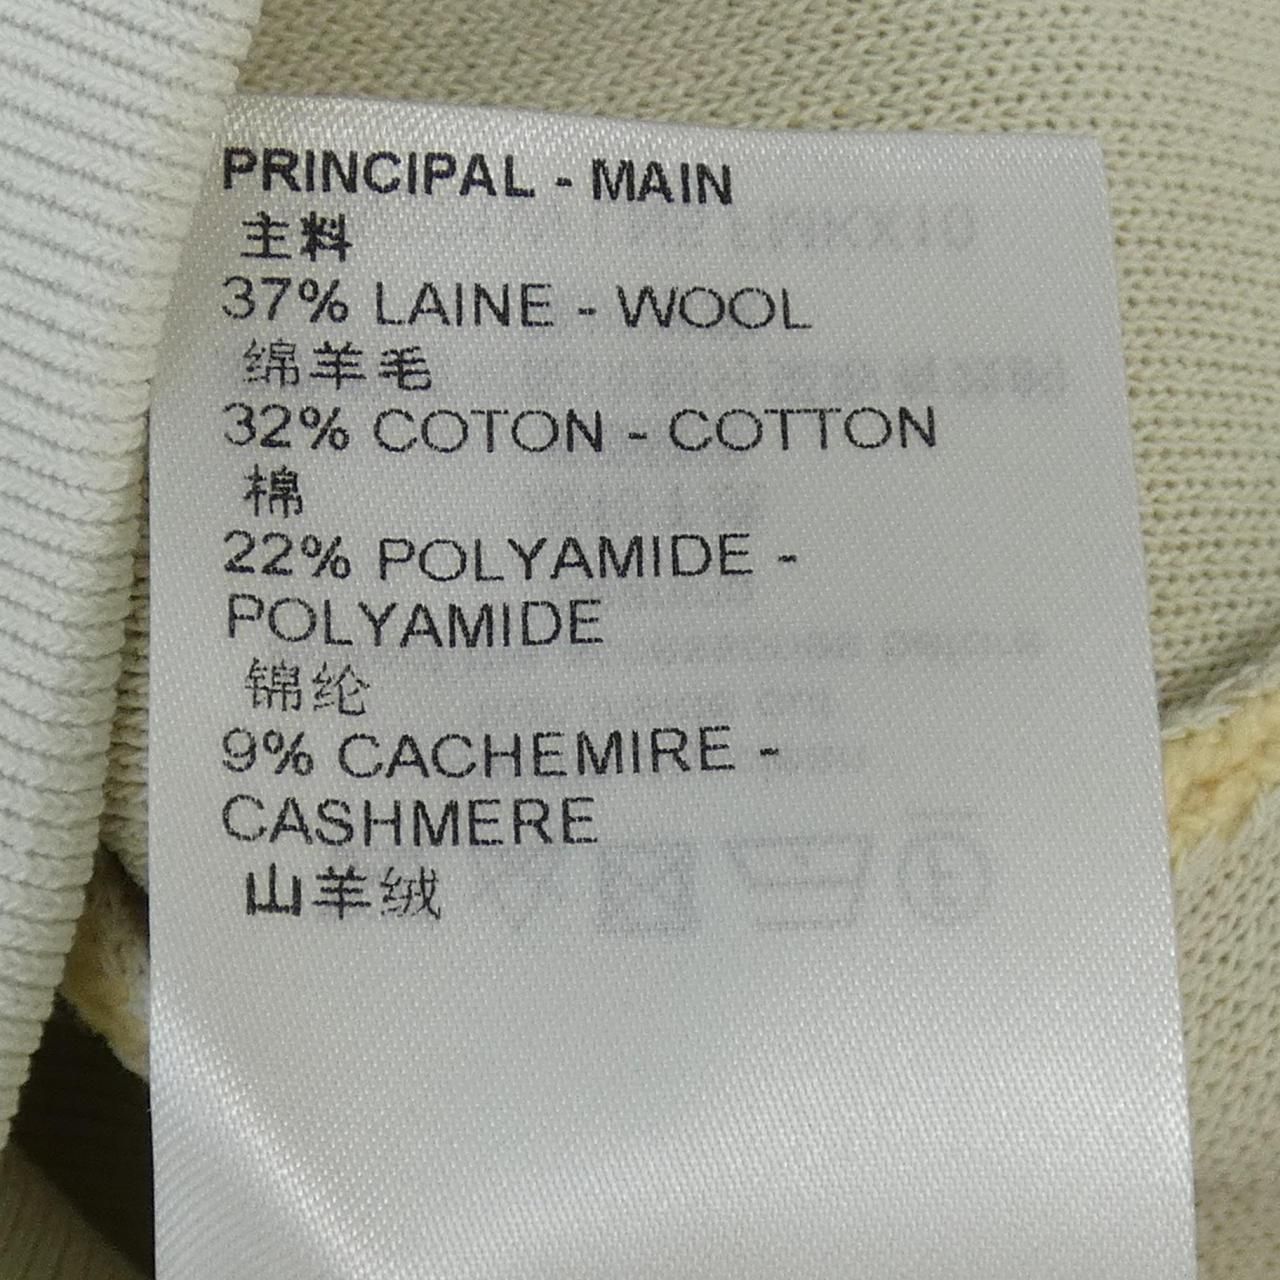 PRINCIPAL - MAIN
主料
37% LAINE - WOOL
绵羊毛
32% COTON - COTTON
棉
22% POLYAMIDE -
POLYAMIDE
锦纶
9% CACHEMIRE -
CASHMERE
山羊绒